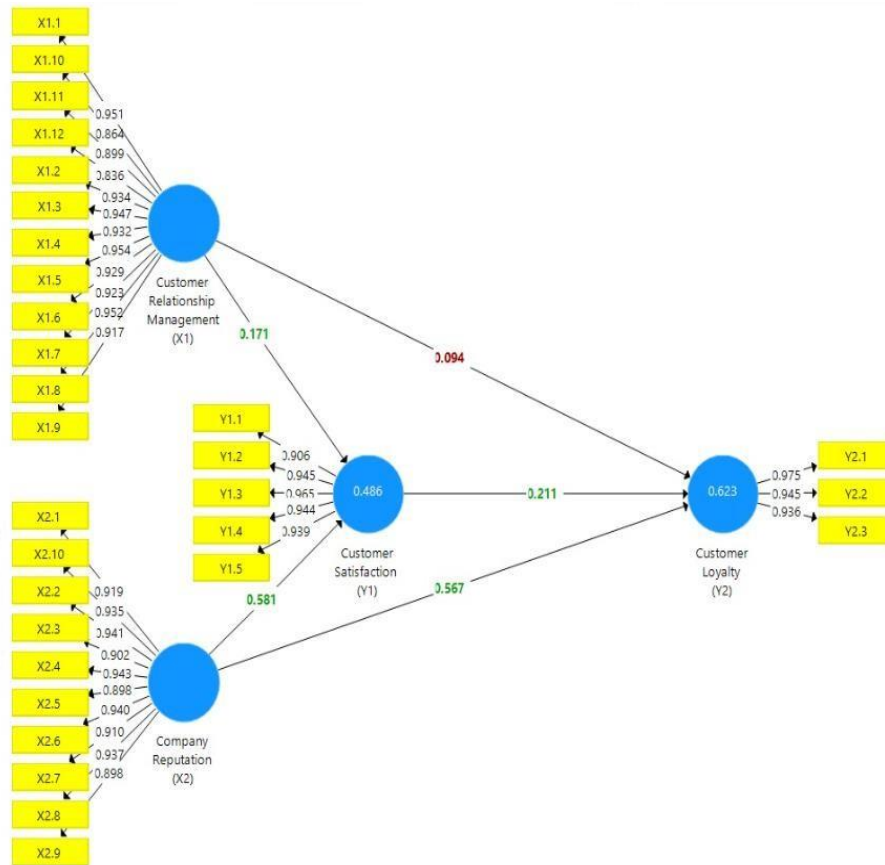 X1.1
X1.10
X1.11
X1.12
X1.2
X1.3
X1.4
X1.5
X1.6
X1.7
X1.8
X1.9
0.951
0.864
0.899
0.836
0.934
0.947
0.932
0.954
0.929
0.923
0.952
0.917
Customer
Relationship
Management
(X1)
0.171
0.094
Y1.1
Y1.2
Y1.3
Y1.4
Y1.5
0.906
0.945
0.965
0.944
0.939
0.486
Customer
Satisfaction
(Y1)
0.211
0.623
Customer
Loyalty
(Y2)
0.975
0.945
0.936
Y2.1
Y2.2
Y2.3
0.581
0.567
X2.1
X2.10
X2.2
X2.3
X2.4
X2.5
X2.6
X2.7
X2.8
X2.9
0.919
0.935
0.941
0.902
0.943
0.898
0.940
0.910
0.937
0.898
Company
Reputation
(X2)